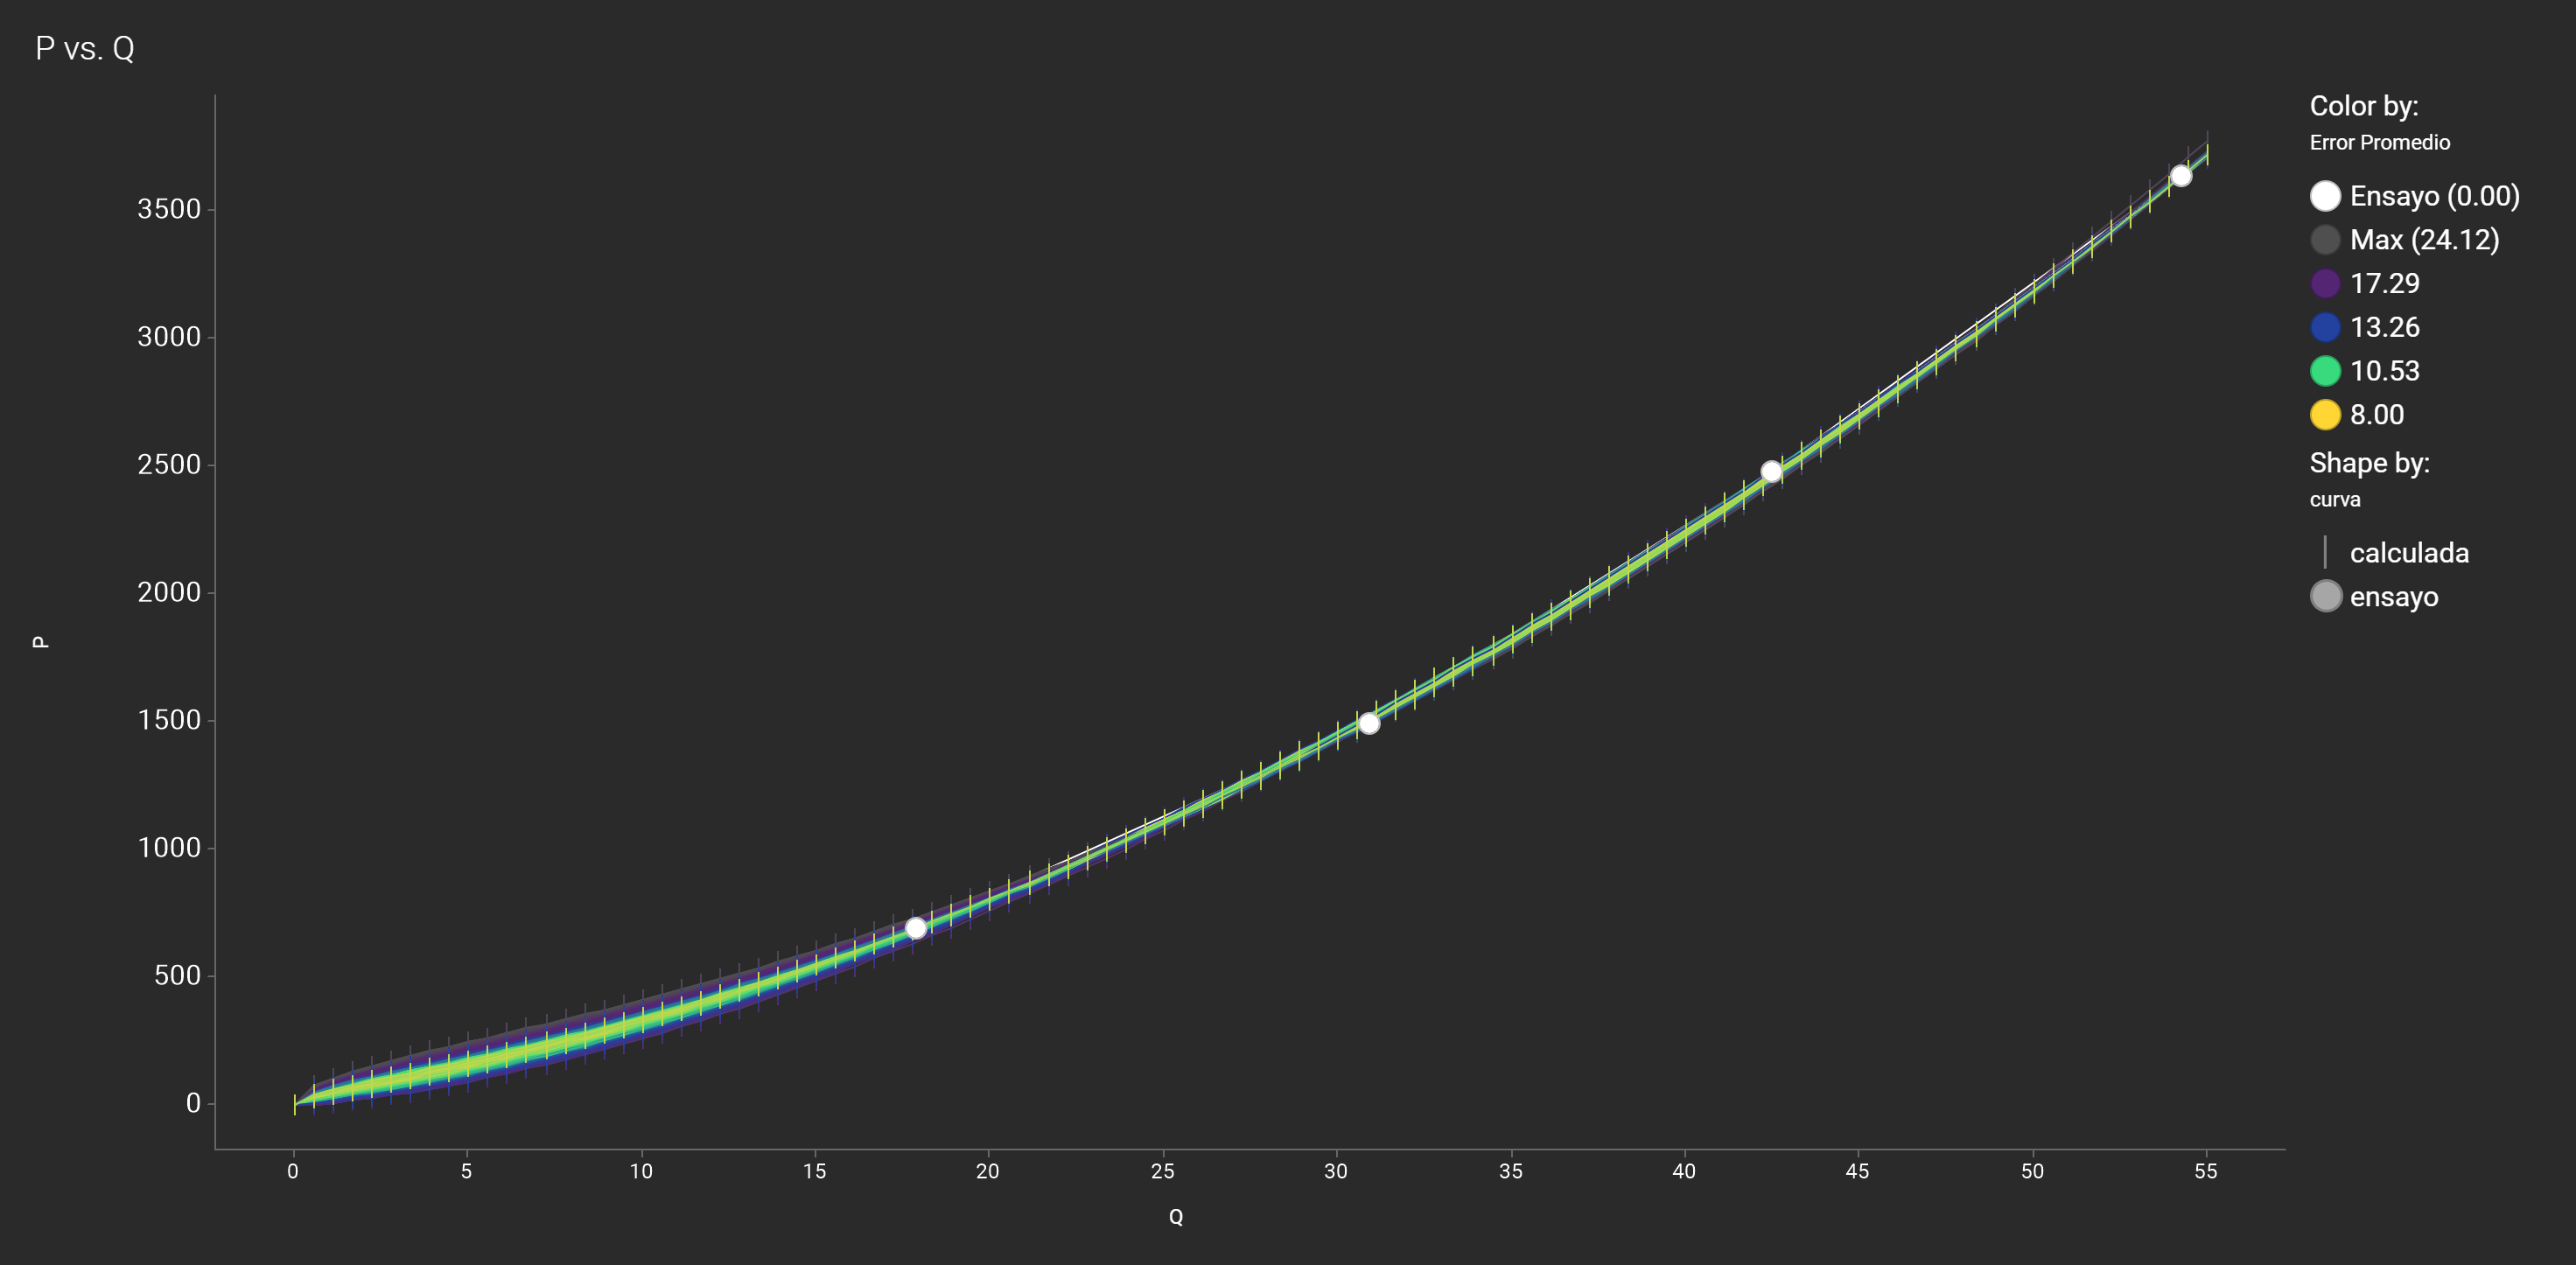 P vs. Q
P
3500
3000
2500
2000
1500
1000
500
0
0 5 10 15 20 25 30 35 40 45 50 55
Q
Color by:
Error Promedio
Ensayo (0.00)
Max (24.12)
17.29
13.26
10.53
8.00
Shape by:
curva
calculada
ensayo